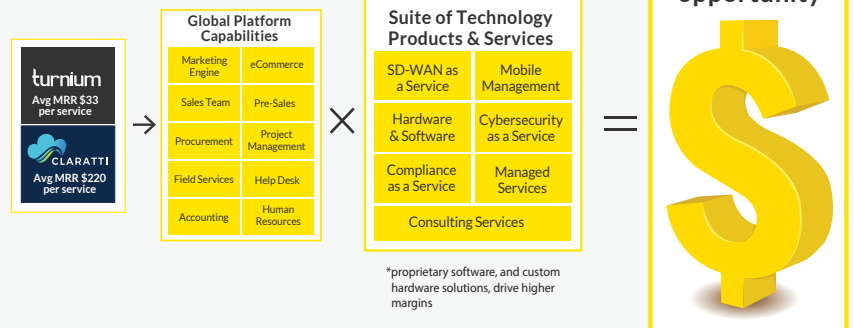 turnium
Avg MRR $33
per service
CLARATTI
Avg MRR $220
per service
Global Platform
Capabilities
Marketing
Engine
eCommerce
Sales Team
Pre-Sales
Procurement
Project
Management
Field Services
Help Desk
Accounting
Human
Resources
Suite of Technology
Products & Services
SD-WAN as
a Service
Mobile
Management
Hardware
& Software
Cybersecurity
as a Service
Compliance
as a Service
Managed
Services
Consulting Services
*proprietary software, and custom
hardware solutions, drive higher
margins
Opportunity